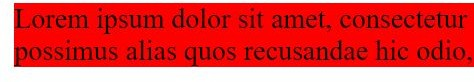 Lorem ipsum dolor sit amet, consectetur
possimus alias quos recusandae hic odio.